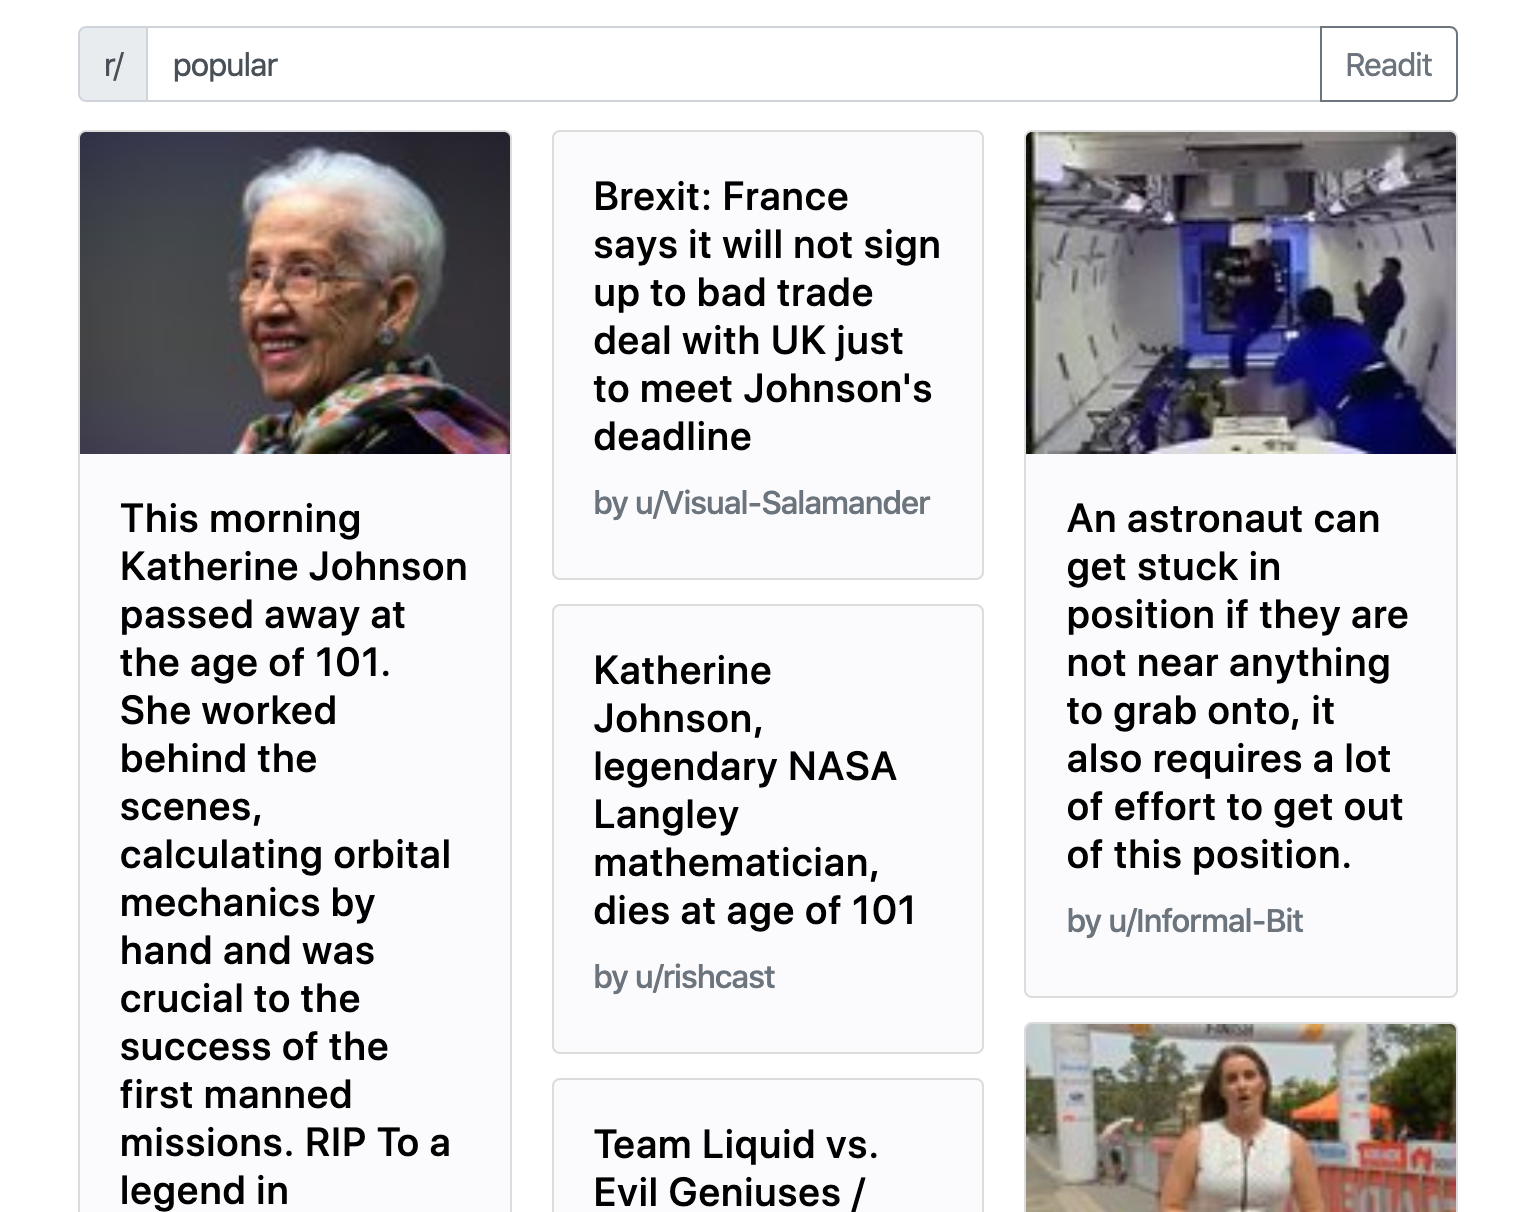 r/
popular
Readit
This morning
Katherine Johnson
passed away at
the age of 101.
She worked
behind the
scenes,
calculating orbital
mechanics by
hand and was
crucial to the
success of the
first manned
missions. RIP To a
legend in
Brexit: France
says it will not sign
up to bad trade
deal with UK just
to meet Johnson's
deadline
by u/Visual-Salamander
Katherine
Johnson,
legendary NASA
Langley
mathematician,
dies at age of 101
by u/rishcast
Team Liquid vs.
Evil Geniuses /
An astronaut can
get stuck in
position if they are
not near anything
to grab onto, it
also requires a lot
of effort to get out
of this position.
by u/Informal-Bit
FINISH